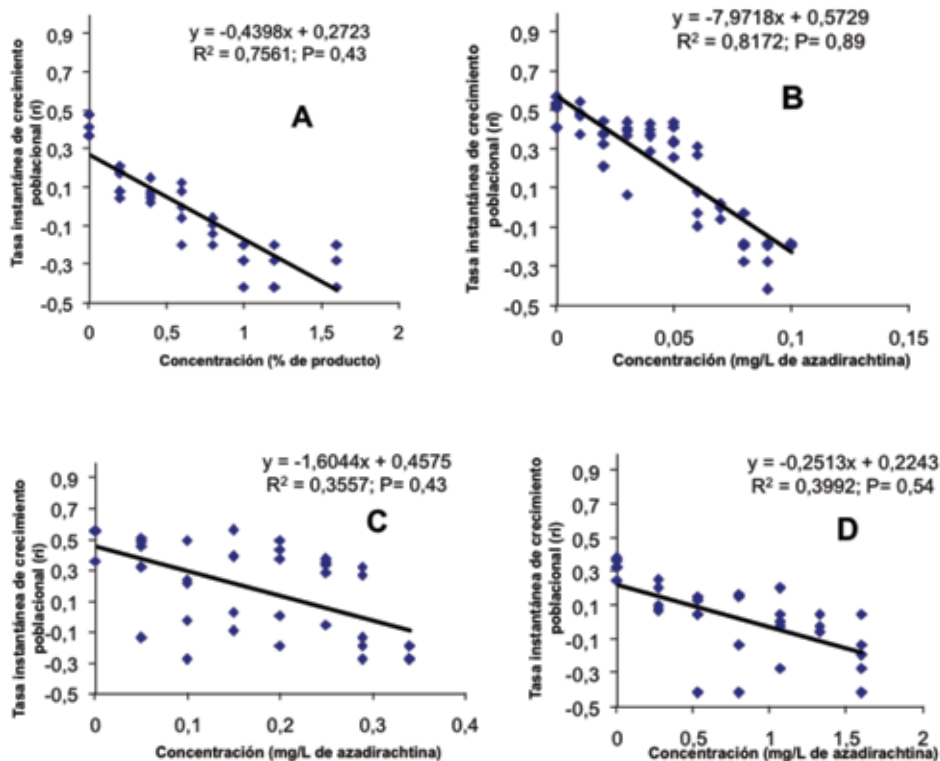 y = -0,4398x + 0,2723
R² = 0,7561; P= 0,43
A
Tasa instantánea de crecimiento
poblacional (ri)
0,9
0,7
0,5
0,3
0,1
-0,1
-0,3
-0,5
0
0,5
1
1,5
2
Concentración (% de producto)
y = -7,9718x + 0,5729
R² = 0,8172; P= 0,89
B
Tasa instantánea de crecimiento
poblacional (ri)
0,9
0,7
0,5
0,3
0,1
-0,1
-0,3
-0,5
0
0,05
0,1
0,15
Concentración (mg/L de azadirachtina)
y = -1,6044x + 0,4575
R² = 0,3557; P= 0,43
C
Tasa instantánea de crecimiento
poblacional (ri)
0,9
0,7
0,5
0,3
0,1
-0,1
-0,3
-0,5
0
0,1
0,2
0,3
0,4
Concentración (mg/L de azadirachtina)
y = -0,2513x + 0,2243
R² = 0,3992; P= 0,54
D
Tasa instantánea de crecimiento
poblacional (ri)
0,9
0,7
0,5
0,3
0,1
-0,1
-0,3
-0,5
0
0,5
1
1,5
2
Concentración (mg/L de azadirachtina)